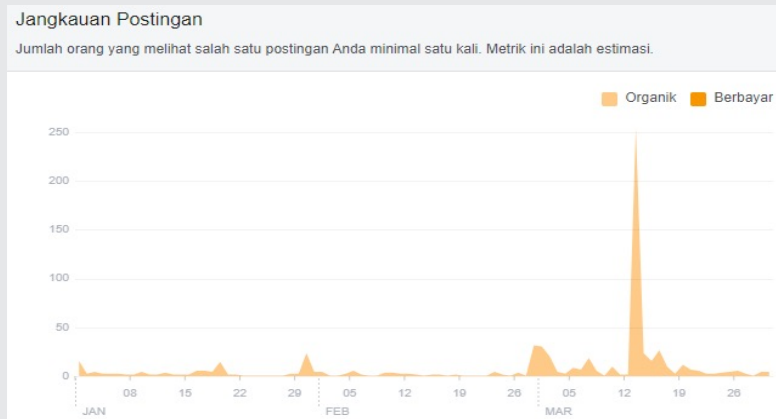 Jangkauan Postingan
Jumlah orang yang melihat salah satu postingan Anda minimal satu kali. Metrik ini adalah estimasi.
Organik Berbayar
250
200
150
100
50
0
08 15 22 29 05 12 19 26 05 12 19 26
JAN FEB MAR